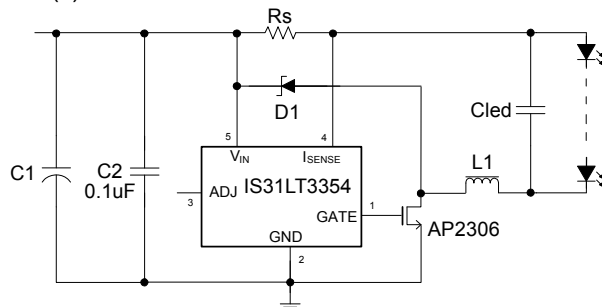 Rs
D1
Cled
5
4
VIN
ISENSE
C1
C2
0.1uF
L1
IS31LT3354
ADJ
3
1
GATE
AP2306
GND
2